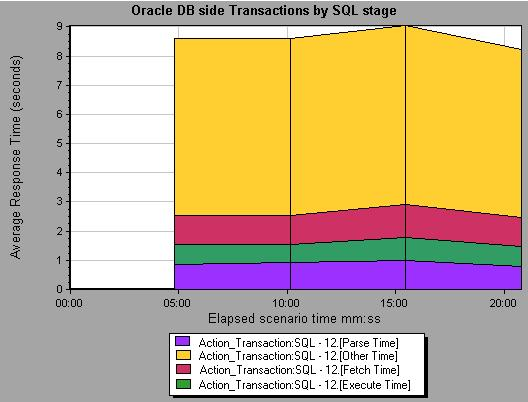 Oracle DB side Transactions by SQL stage
Average Response Time (seconds)
9
8
7
6
5
4
3
2
1
0
00:00 05:00 10:00 15:00 20:00
Elapsed scenario time mm:ss
Action_Transaction:SQL - 12.[Parse Time]
Action_Transaction:SQL - 12.[Other Time]
Action_Transaction:SQL - 12.[Fetch Time]
Action_Transaction:SQL - 12.[Execute Time]